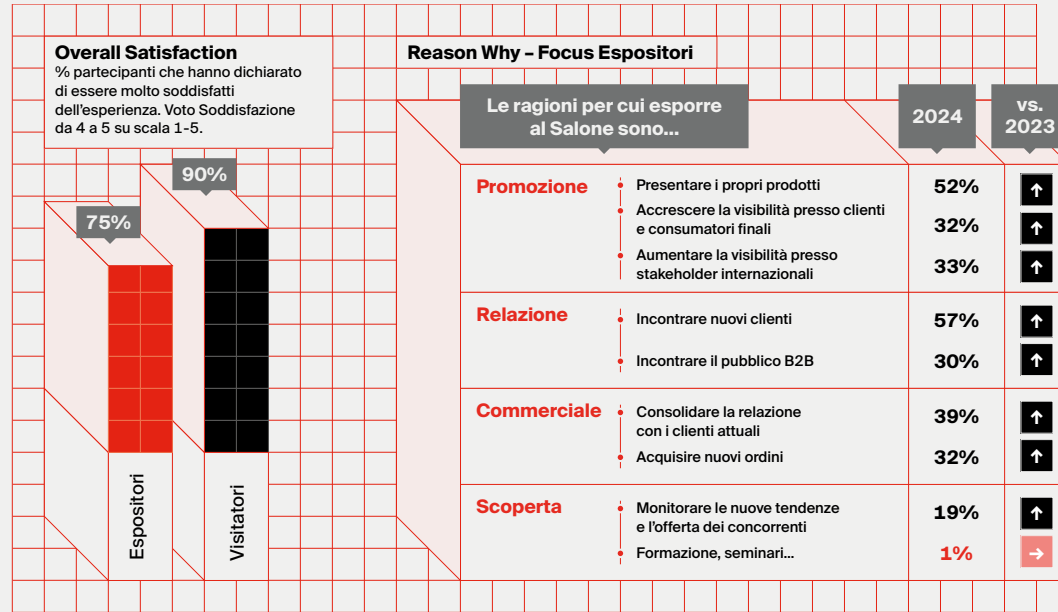 Overall Satisfaction
% partecipanti che hanno dichiarato
di essere molto soddisfatti
dell'esperienza. Voto Soddisfazione
da 4 a 5 su scala 1-5.
75%
90%
Espositori
Visitatori
Reason Why – Focus Espositori
Le ragioni per cui esporre
al Salone sono...
2024
vs.
2023
Promozione
Presentare i propri prodotti
52%
↑
Accrescere la visibilità presso clienti
e consumatori finali
32%
↑
Aumentare la visibilità presso
stakeholder internazionali
33%
↑
Relazione
Incontrare nuovi clienti
57%
↑
Incontrare il pubblico B2B
30%
↑
Commerciale
Consolidare la relazione
con i clienti attuali
39%
↑
Acquisire nuovi ordini
32%
↑
Scoperta
Monitorare le nuove tendenze
e l'offerta dei concorrenti
19%
↑
Formazione, seminari...
1%
→